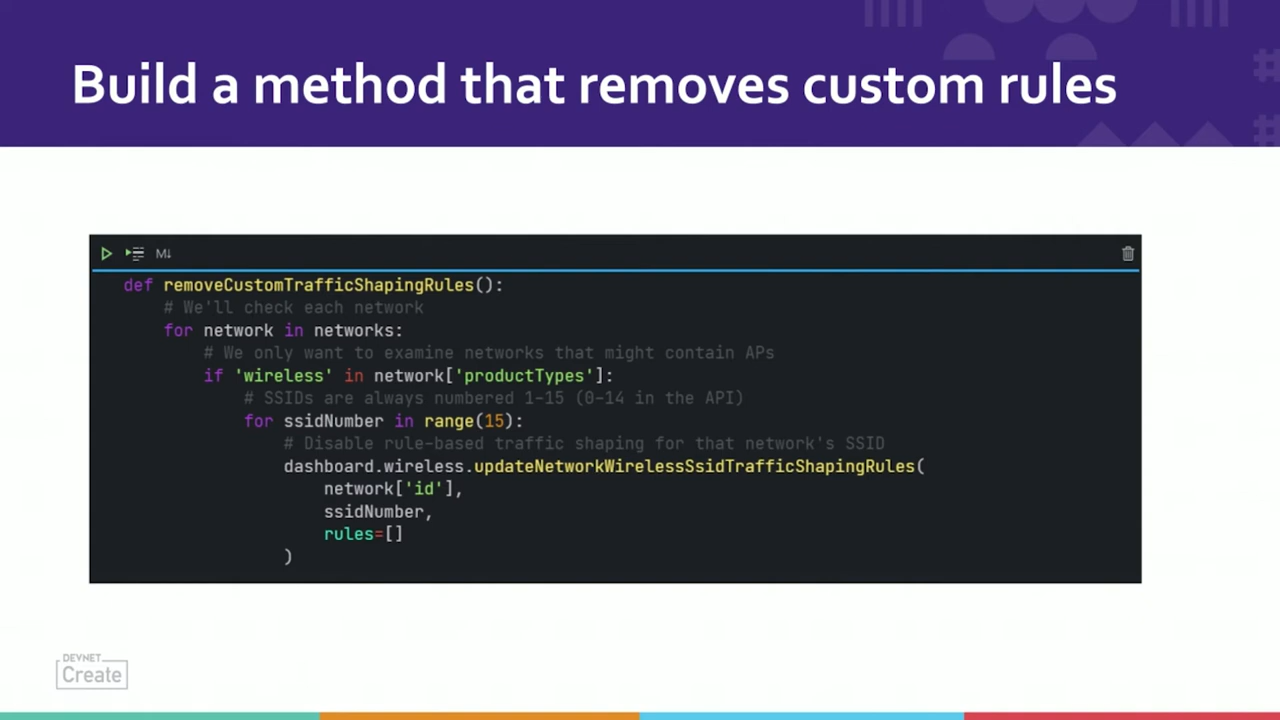 Build a method that removes custom rules
M↓
def removeCustomTrafficShapingRules():
# We'll check each network
for network in networks:
# We only want to examine networks that might contain APs
if 'wireless' in network['productTypes']:
# SSIDs are always numbered 1-15 (0-14 in the API)
for ssidNumber in range(15):
# Disable rule-based traffic shaping for that network's SSID
dashboard.wireless.updateNetworkWirelessSsidTrafficShapingRules(
network['id'],
ssidNumber,
rules=[]
)
DEVNET
Create